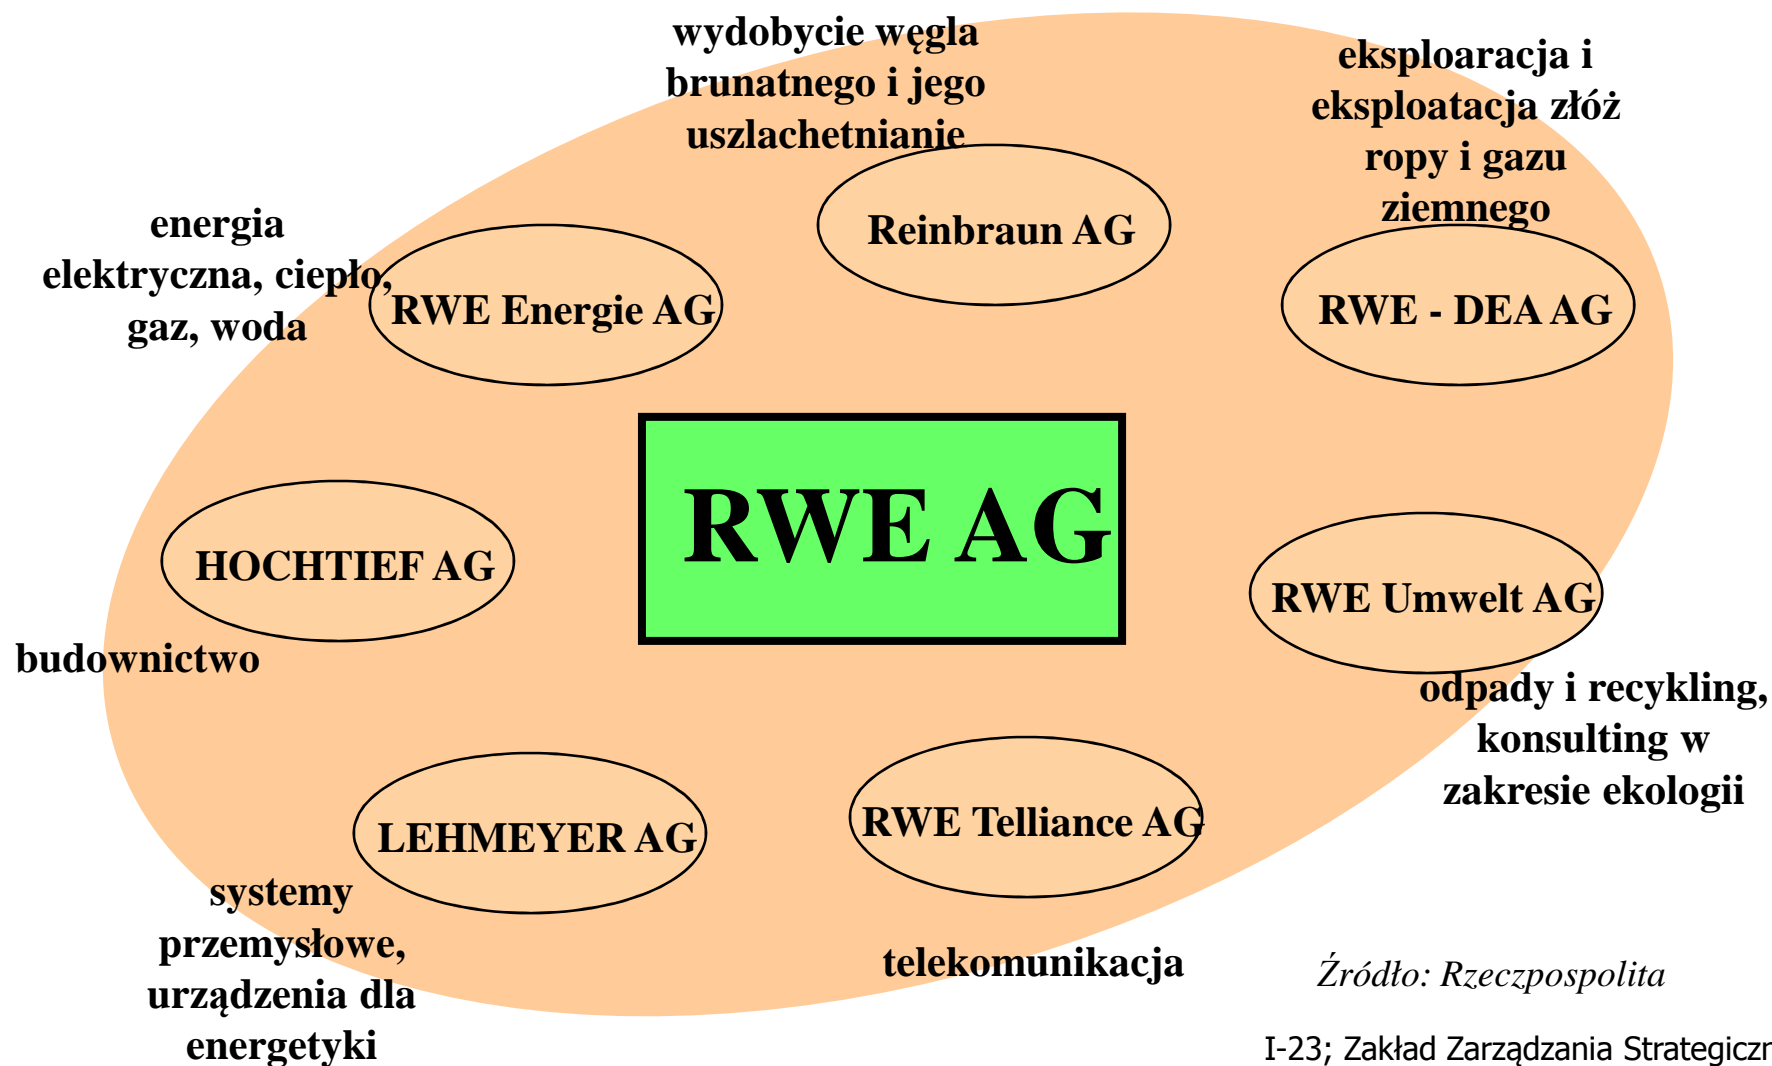 wydobycie węgla
brunatnego i jego
uszlachetnianie
eksploaracja i
eksploatacja złóż
ropy i gazu
ziemnego
energia
elektryczna, ciepło,
gaz, woda
Reinbraun AG
RWE Energie AG
RWE - DEA AG
RWE AG
HOCHTIEF AG
RWE Umwelt AG
budownictwo
odpady i recykling,
konsulting w
zakresie ekologii
LEHMEYER AG
RWE Telliance AG
systemy
przemysłowe,
urządzenia dla
energetyki
telekomunikacja
Źródło: Rzeczpospolita
I-23; Zakład Zarządzania